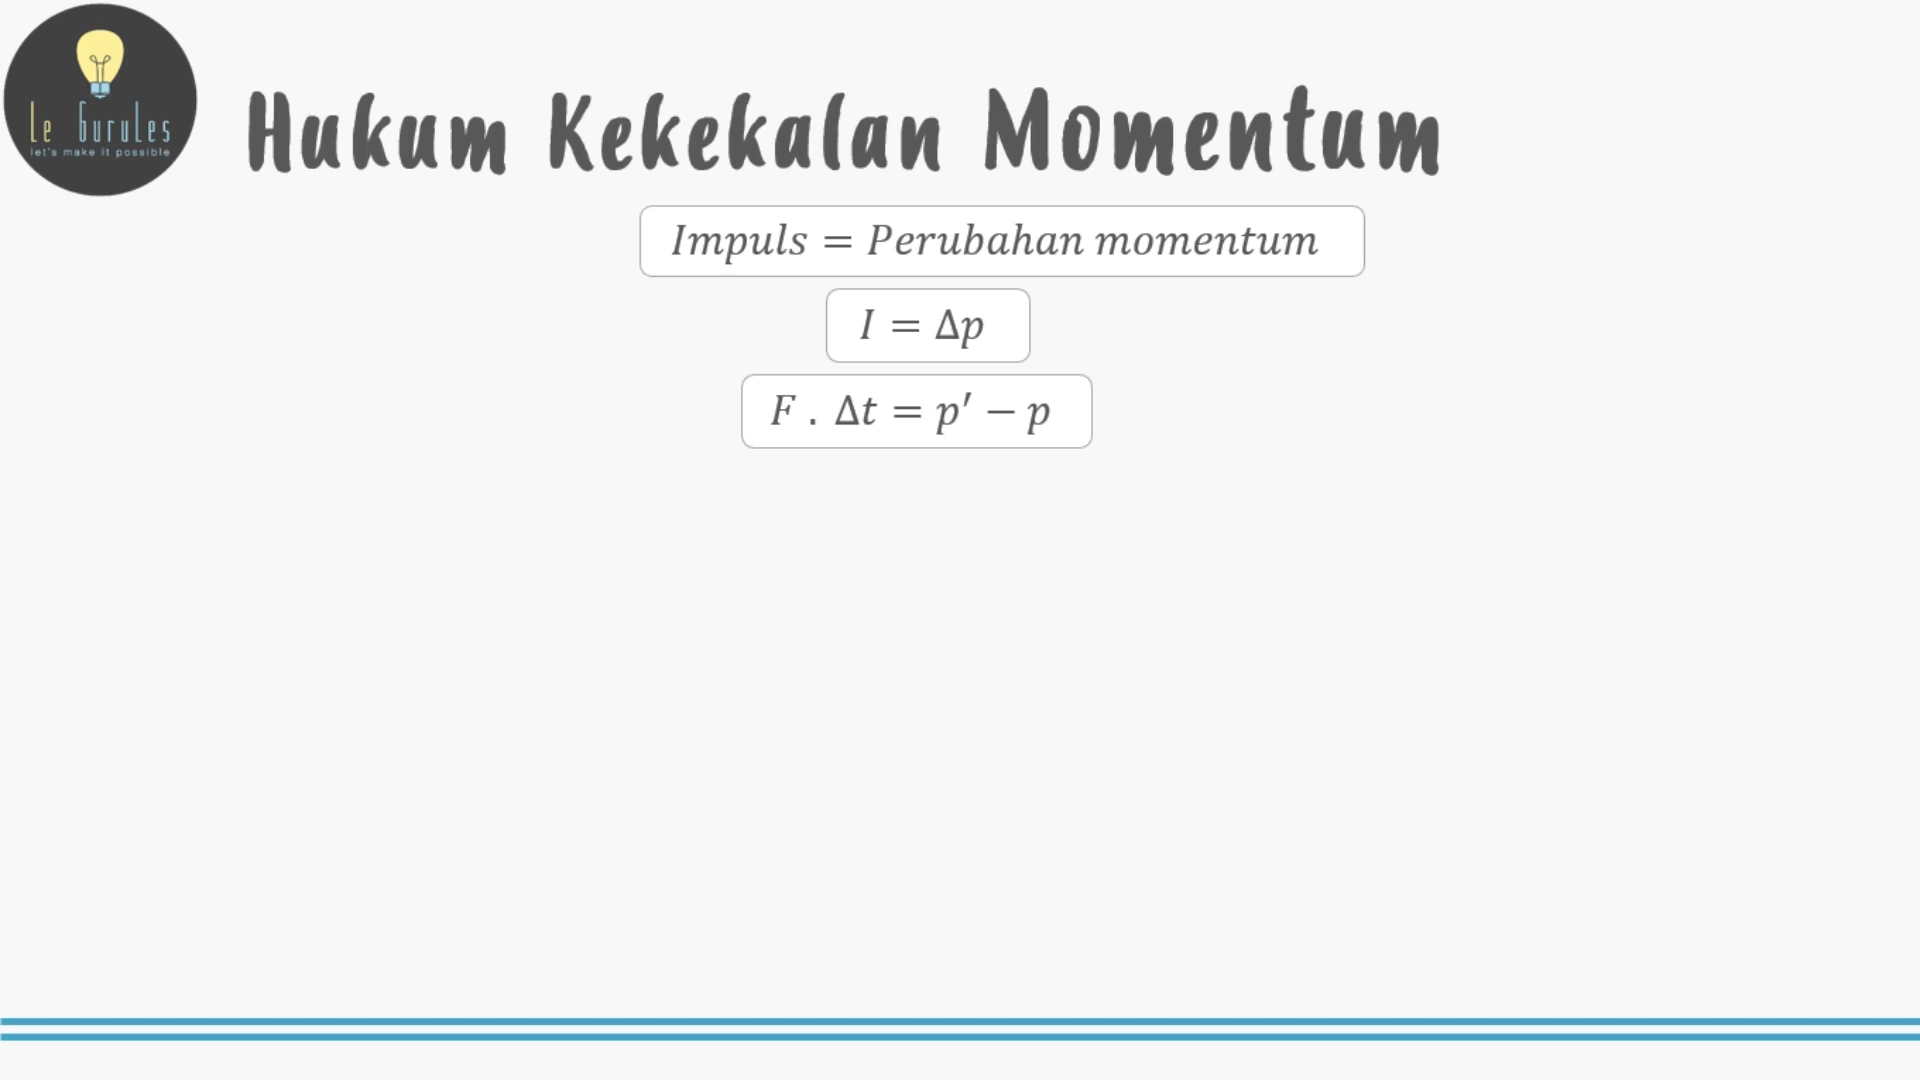 Le GuruLes
let's make it possible
Hukum Kekekalan Momentum
Impuls = Perubahan momentum
I = Δp
F . Δt = p′ − p